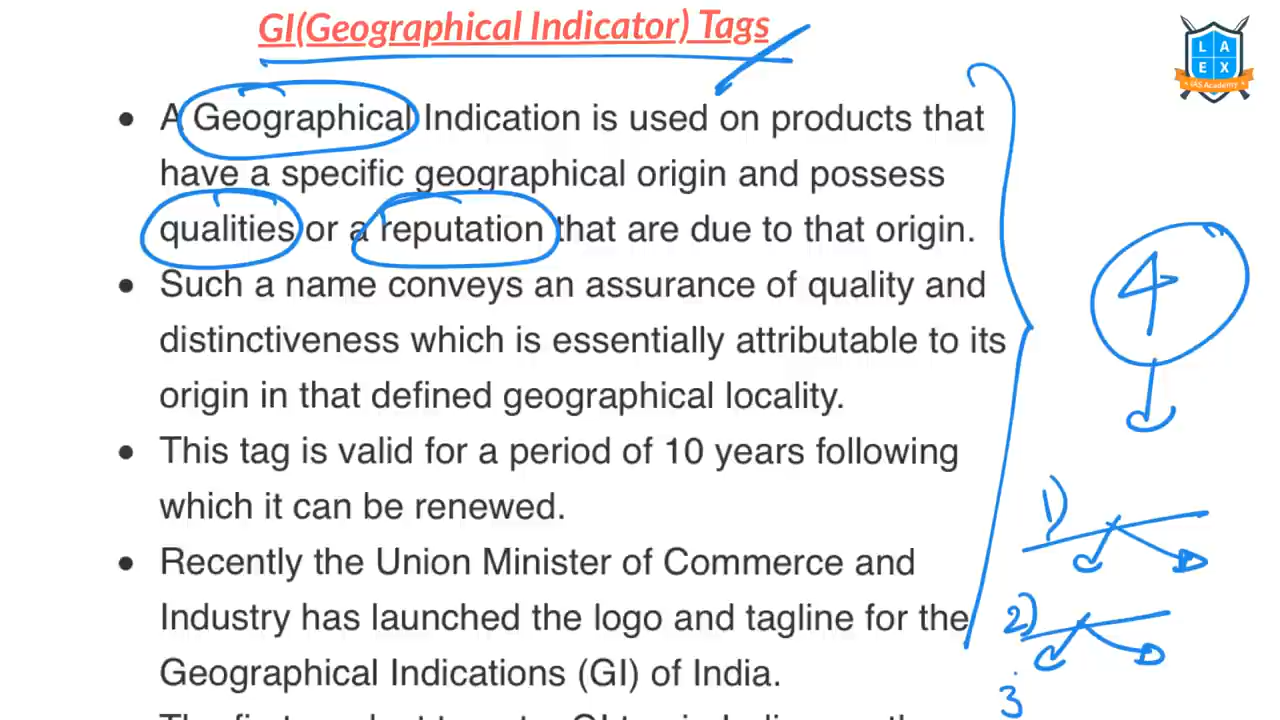 GI(Geographical Indicator) Tags
L A
E X
IAS Academy
• A Geographical Indication is used on products that
have a specific geographical origin and possess
qualities or a reputation that are due to that origin.
• Such a name conveys an assurance of quality and
distinctiveness which is essentially attributable to its
origin in that defined geographical locality.
• This tag is valid for a period of 10 years following
which it can be renewed.
• Recently the Union Minister of Commerce and
Industry has launched the logo and tagline for the
Geographical Indications (GI) of India.
4
1)
2)
3